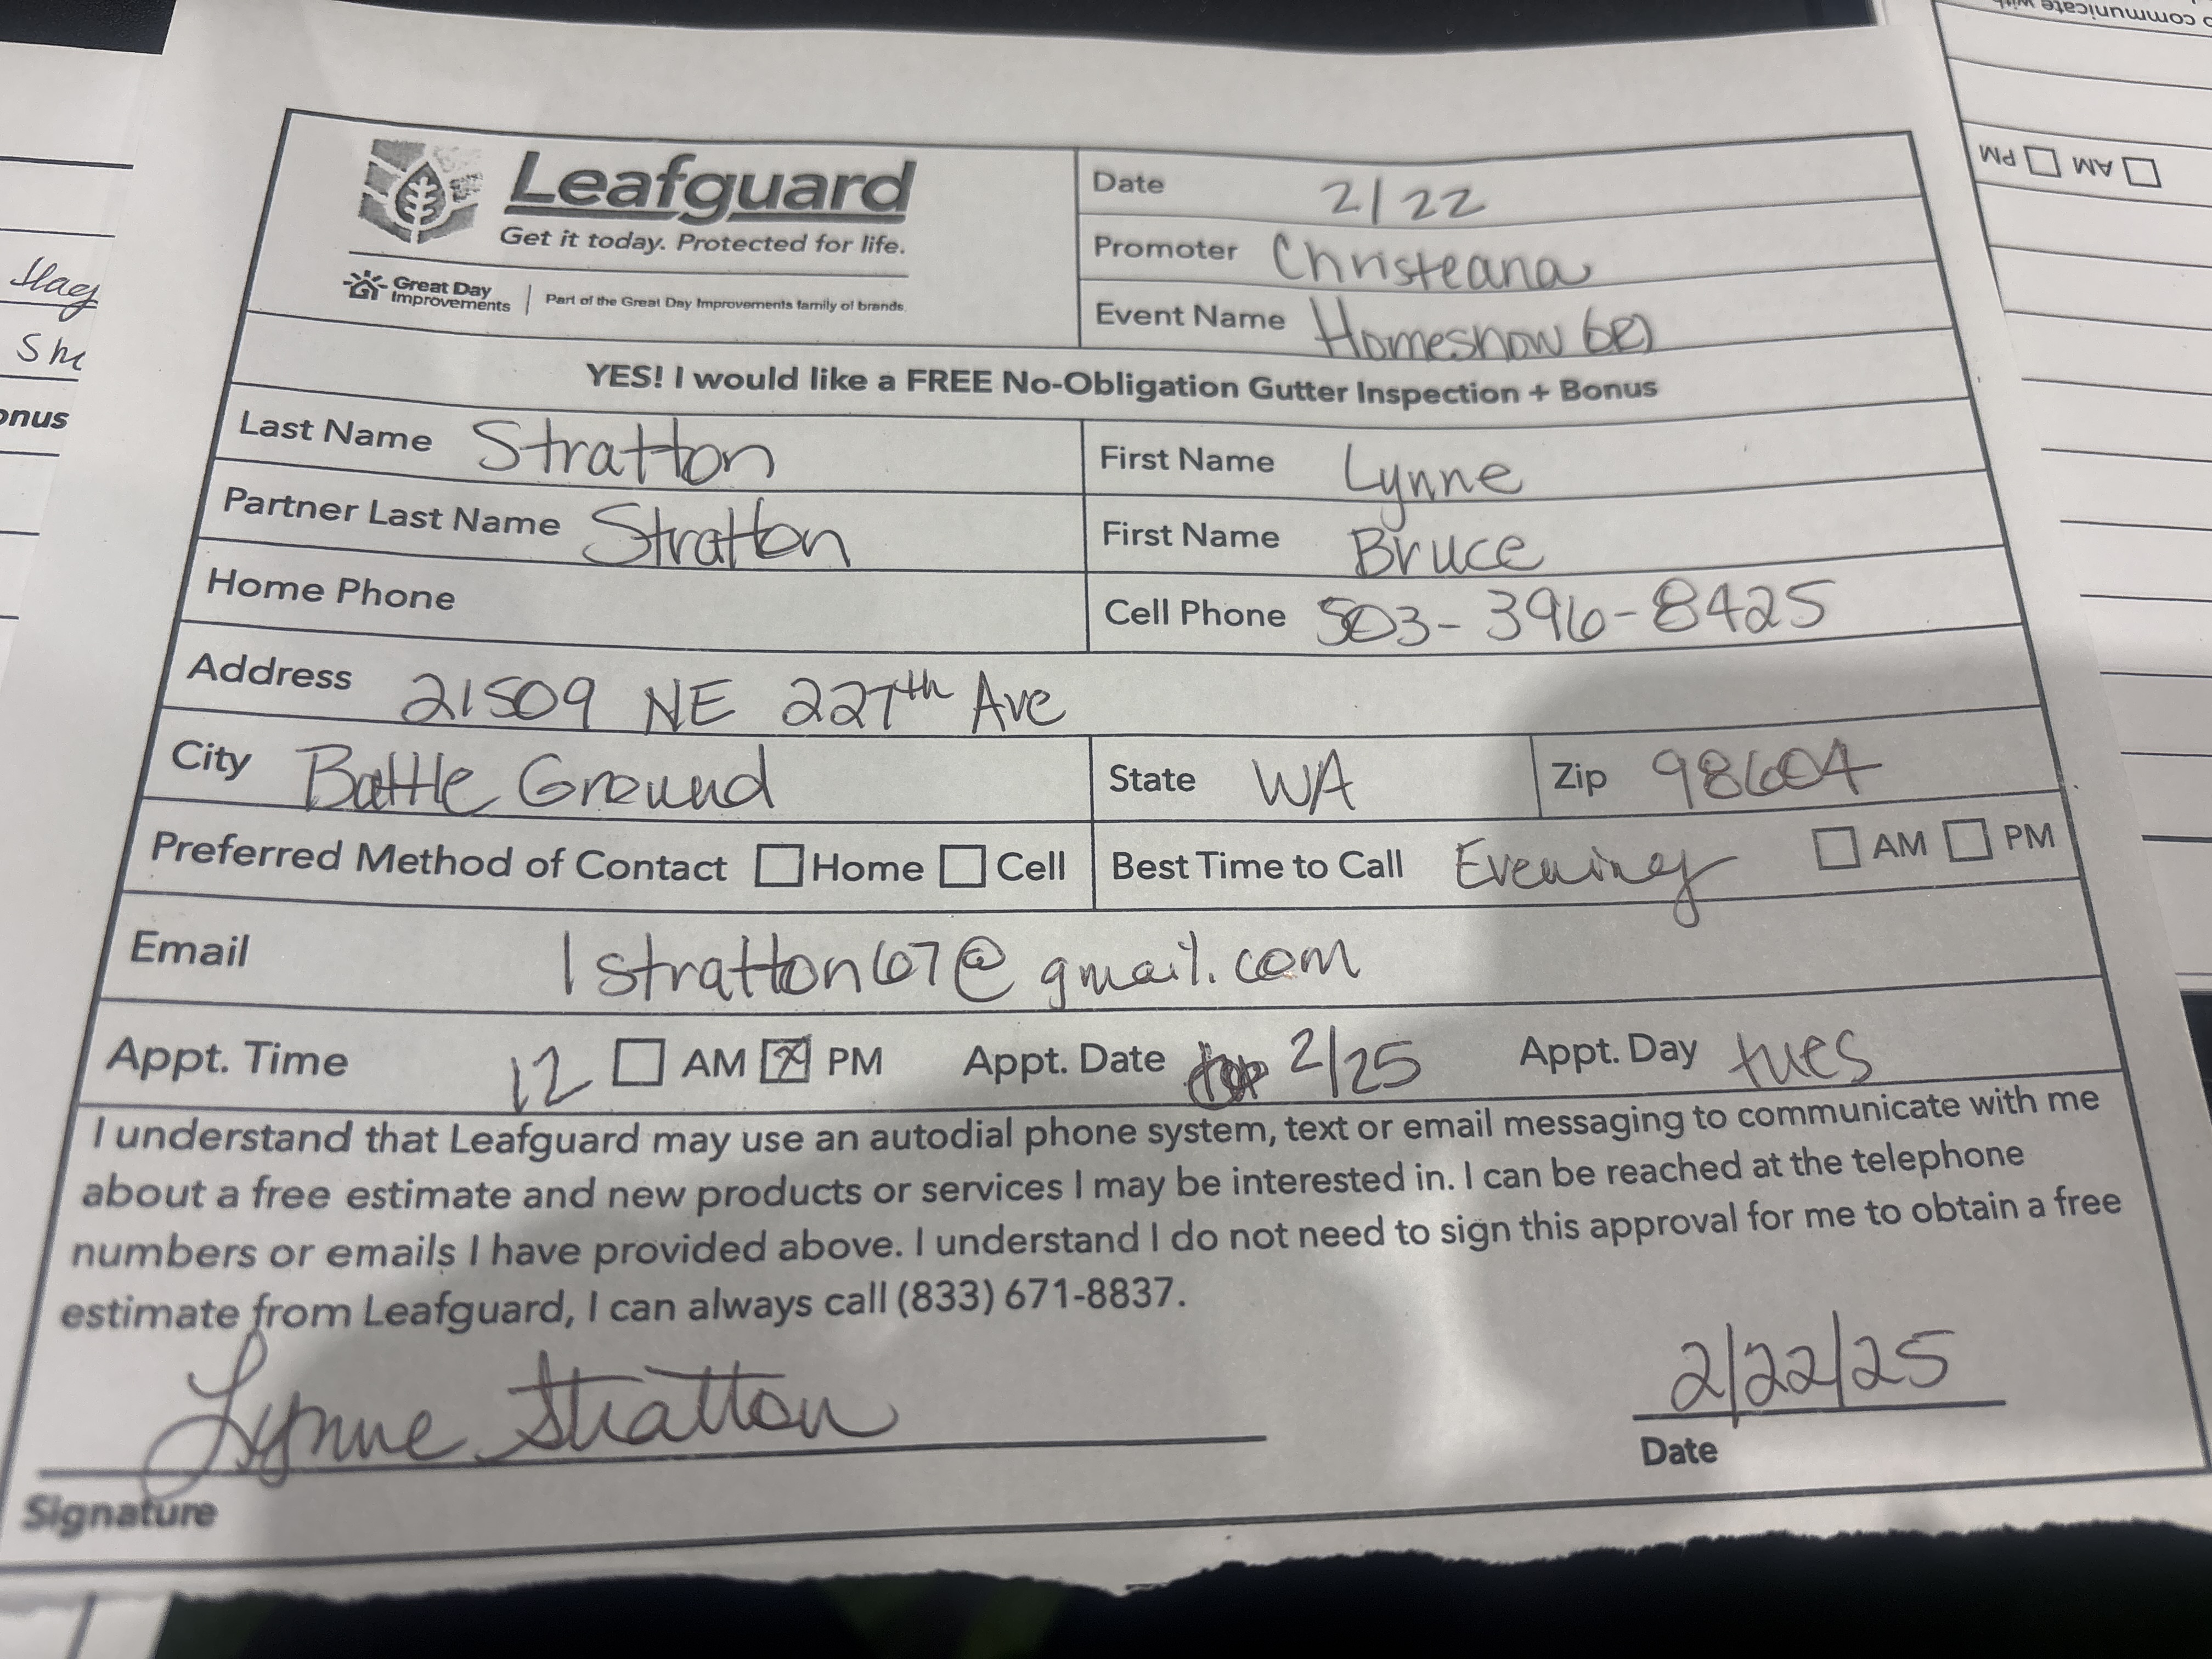 Leafguard
Get it today. Protected for life.
Great Day Improvements | Part of the Great Day Improvements family of brands.
Date 2/22
Promoter Christeana
Event Name Homeshow
YES! I would like a FREE No-Obligation Gutter Inspection + Bonus
Last Name Stratton First Name Lynne
Partner Last Name Stratton First Name Bruce
Home Phone Cell Phone 503-396-8425
Address 21509 NE 227th Ave
City Battle Ground State WA Zip 98604
Preferred Method of Contact Home Cell Best Time to Call Evening AM PM
Email lstratton67@gmail.com
Appt. Time 12 AM PM Appt. Date 2/25 Appt. Day tues
I understand that Leafguard may use an autodial phone system, text or email messaging to communicate with me
about a free estimate and new products or services I may be interested in. I can be reached at the telephone
numbers or emails I have provided above. I understand I do not need to sign this approval for me to obtain a free
estimate from Leafguard, I can always call (833) 671-8837.
Lynne Stratton 2/22/25
Signature Date
onus
PM AM